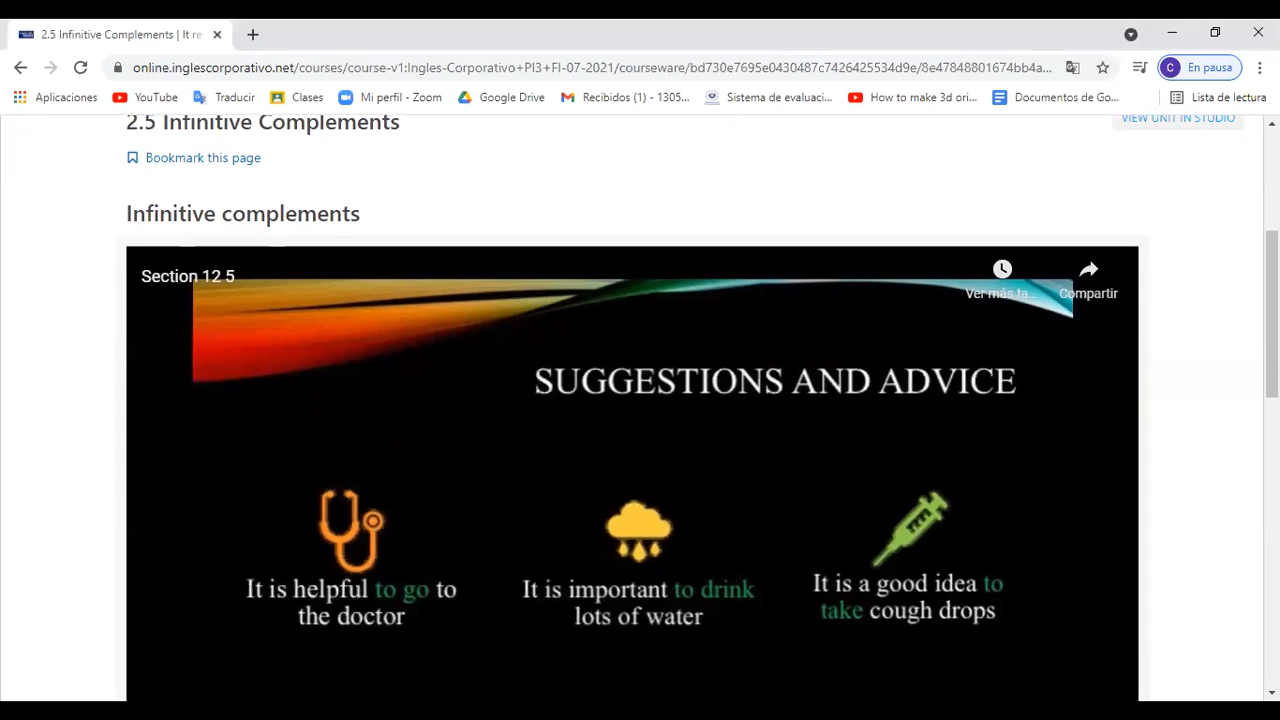 2.5 Infinitive Complements | It re
online.inglescorporativo.net/courses/course-v1:Ingles-Corporativo+PI3+FI-07-2021/courseware/bd730e7695e0430487c7426425534d9e/8e47848801674bb4a...
C En pausa
Aplicaciones YouTube Traducir Clases Mi perfil - Zoom Google Drive Recibidos (1) - 1305... Sistema de evaluaci... How to make 3d ori... Documentos de Go... Lista de lectura
2.5 Infinitive Complements
VIEW UNIT IN STUDIO
Bookmark this page
Infinitive complements
Section 12 5
Ver más ta... Compartir
SUGGESTIONS AND ADVICE
It is helpful to go to
the doctor
It is important to drink
lots of water
It is a good idea to
take cough drops